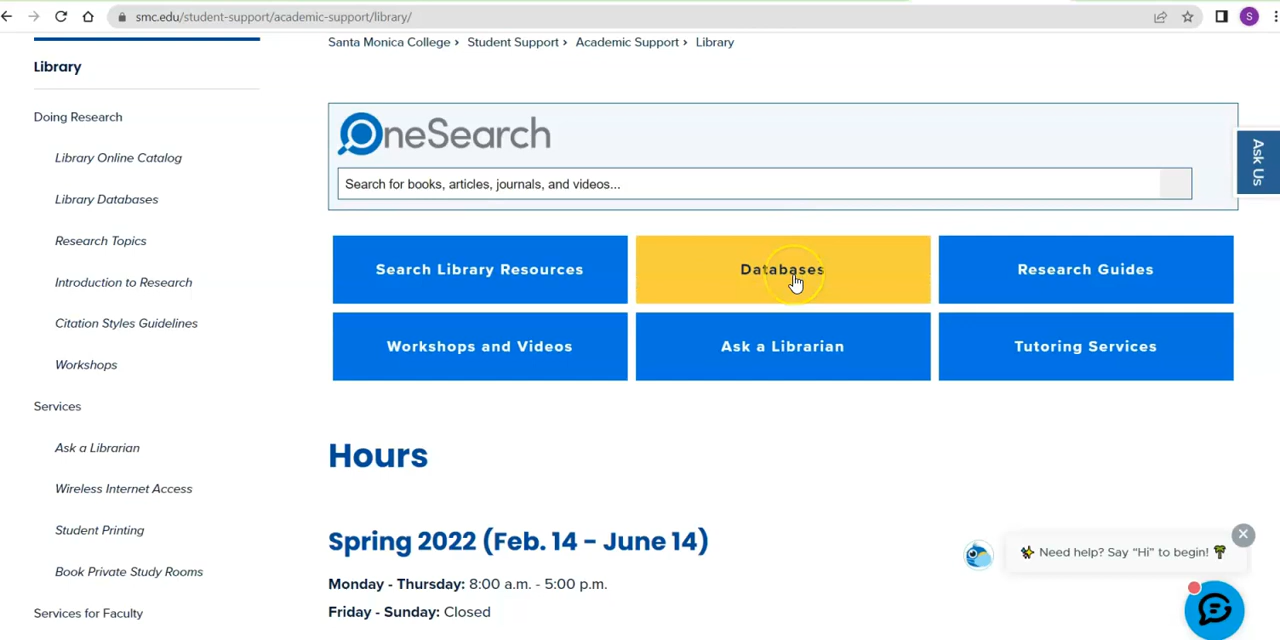 smc.edu/student-support/academic-support/library/
S
Santa Monica College › Student Support › Academic Support › Library
Library
Doing Research
Library Online Catalog
Library Databases
Research Topics
Introduction to Research
Citation Styles Guidelines
Workshops
Services
Ask a Librarian
Wireless Internet Access
Student Printing
Book Private Study Rooms
Services for Faculty
OneSearch
Search for books, articles, journals, and videos...
Search Library Resources
Databases
Research Guides
Workshops and Videos
Ask a Librarian
Tutoring Services
Hours
Spring 2022 (Feb. 14 – June 14)
Monday - Thursday: 8:00 a.m. - 5:00 p.m.
Friday - Sunday: Closed
Ask Us
✨ Need help? Say “Hi” to begin! 🌴